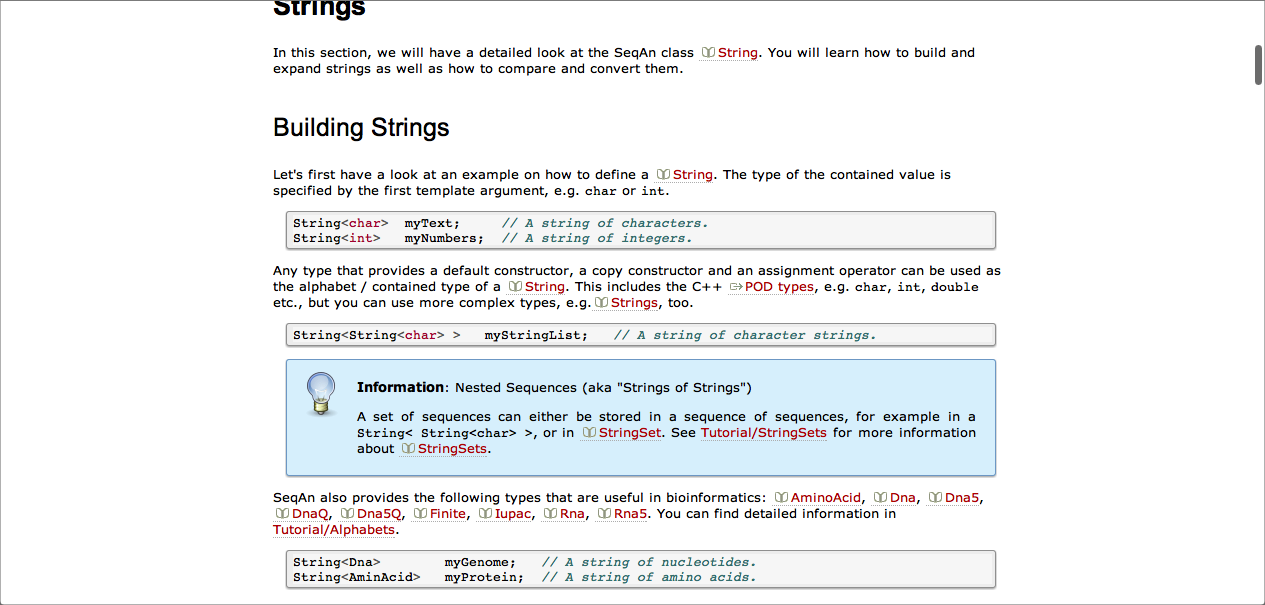 Strings
In this section, we will have a detailed look at the SeqAn class String. You will learn how to build and
expand strings as well as how to compare and convert them.
Building Strings
Let's first have a look at an example on how to define a String. The type of the contained value is
specified by the first template argument, e.g. char or int.
String<char>  myText;     // A string of characters.
String<int>   myNumbers;  // A string of integers.
Any type that provides a default constructor, a copy constructor and an assignment operator can be used as
the alphabet / contained type of a String. This includes the C++ POD types, e.g. char, int, double
etc., but you can use more complex types, e.g. Strings, too.
String<String<char> >   myStringList;   // A string of character strings.
Information: Nested Sequences (aka "Strings of Strings")
A set of sequences can either be stored in a sequence of sequences, for example in a
String< String<char> >, or in StringSet. See Tutorial/StringSets for more information
about StringSets.
SeqAn also provides the following types that are useful in bioinformatics: AminoAcid, Dna, Dna5,
DnaQ, Dna5Q, Finite, Iupac, Rna, Rna5. You can find detailed information in
Tutorial/Alphabets.
String<Dna>        myGenome;   // A string of nucleotides.
String<AminAcid>   myProtein;  // A string of amino acids.